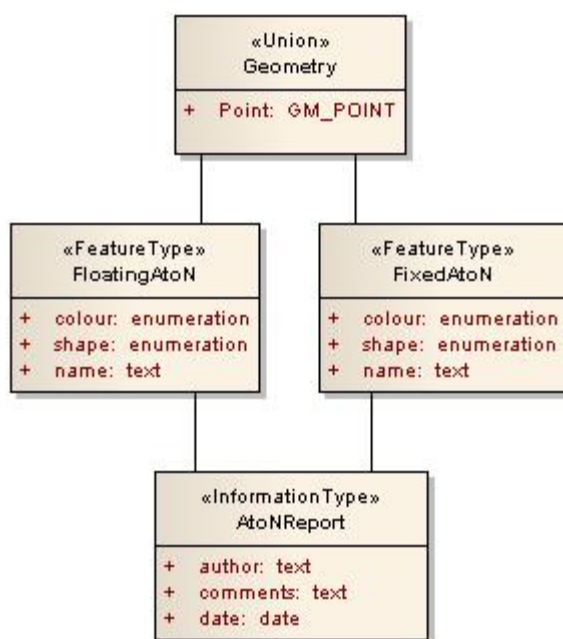 «Union»
Geometry
+ Point: GM_POINT
«FeatureType»
FloatingAtoN
+ colour: enumeration
+ shape: enumeration
+ name: text
«FeatureType»
FixedAtoN
+ colour: enumeration
+ shape: enumeration
+ name: text
«InformationType»
AtoNReport
+ author: text
+ comments: text
+ date: date